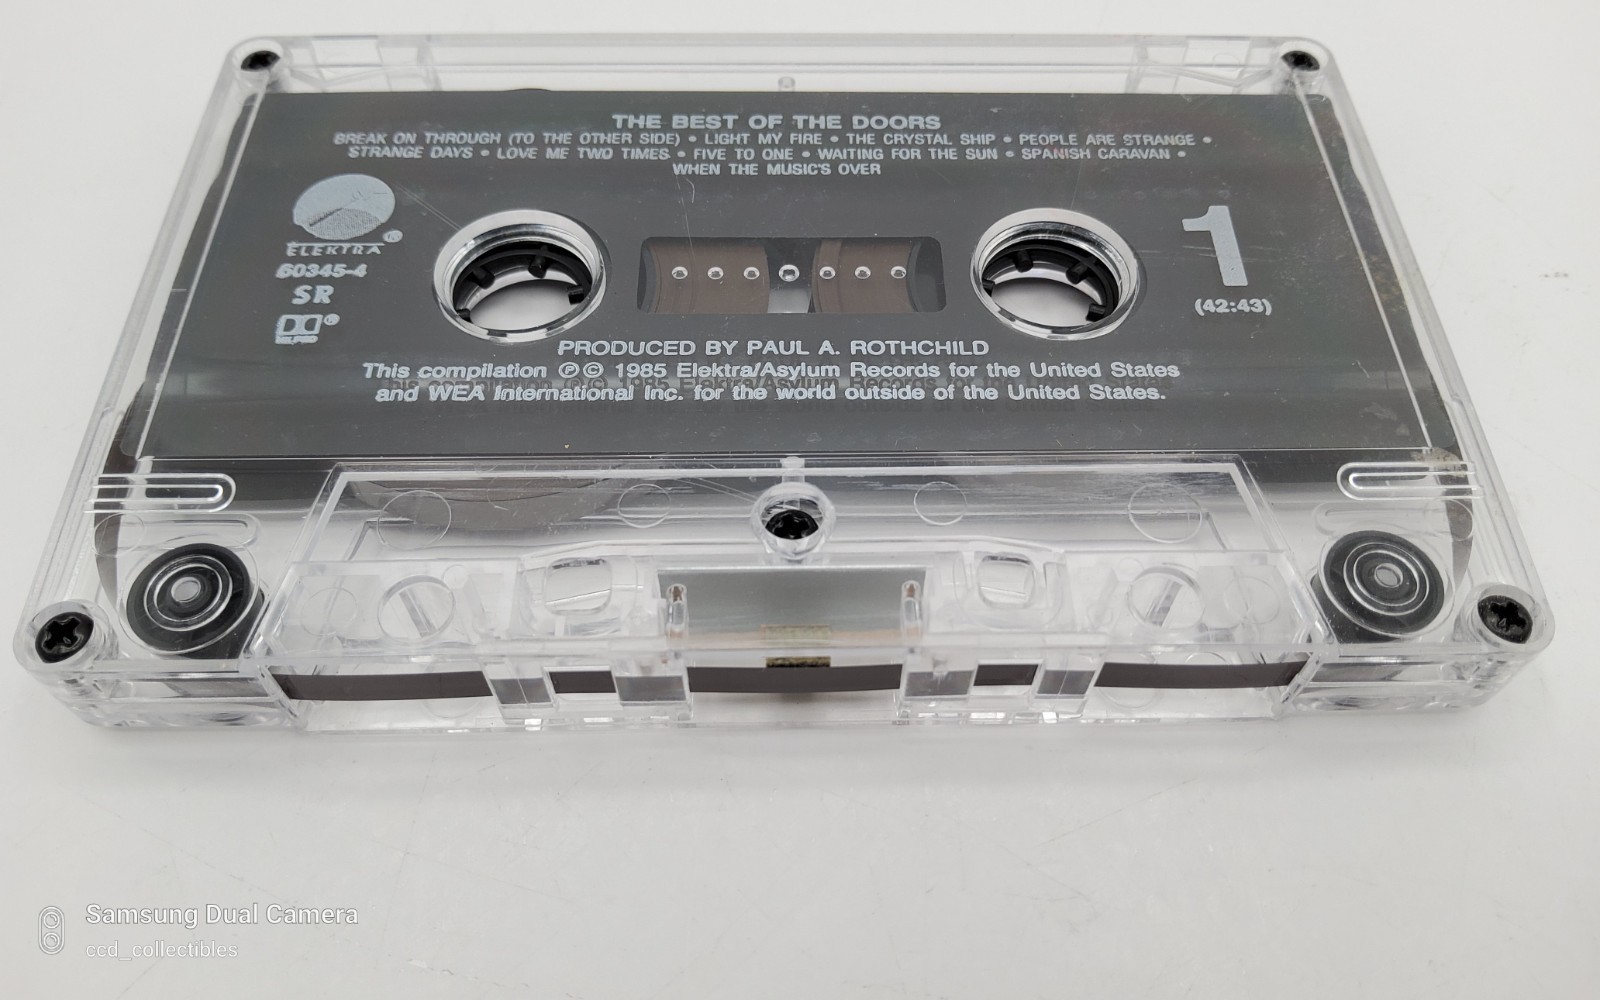 THE BEST OF THE DOORS
BREAK ON THROUGH (TO THE OTHER SIDE) • LIGHT MY FIRE • THE CRYSTAL SHIP • PEOPLE ARE STRANGE •
STRANGE DAYS • LOVE ME TWO TIMES • FIVE TO ONE • WAITING FOR THE SUN • SPANISH CARAVAN •
WHEN THE MUSIC'S OVER
ELEKTRA®
60345-4
SR
1
(42:43)
PRODUCED BY PAUL A. ROTHCHILD
This compilation ℗© 1985 Elektra/Asylum Records for the United States
and WEA International Inc. for the world outside of the United States.
Samsung Dual Camera
ccd_collectibles